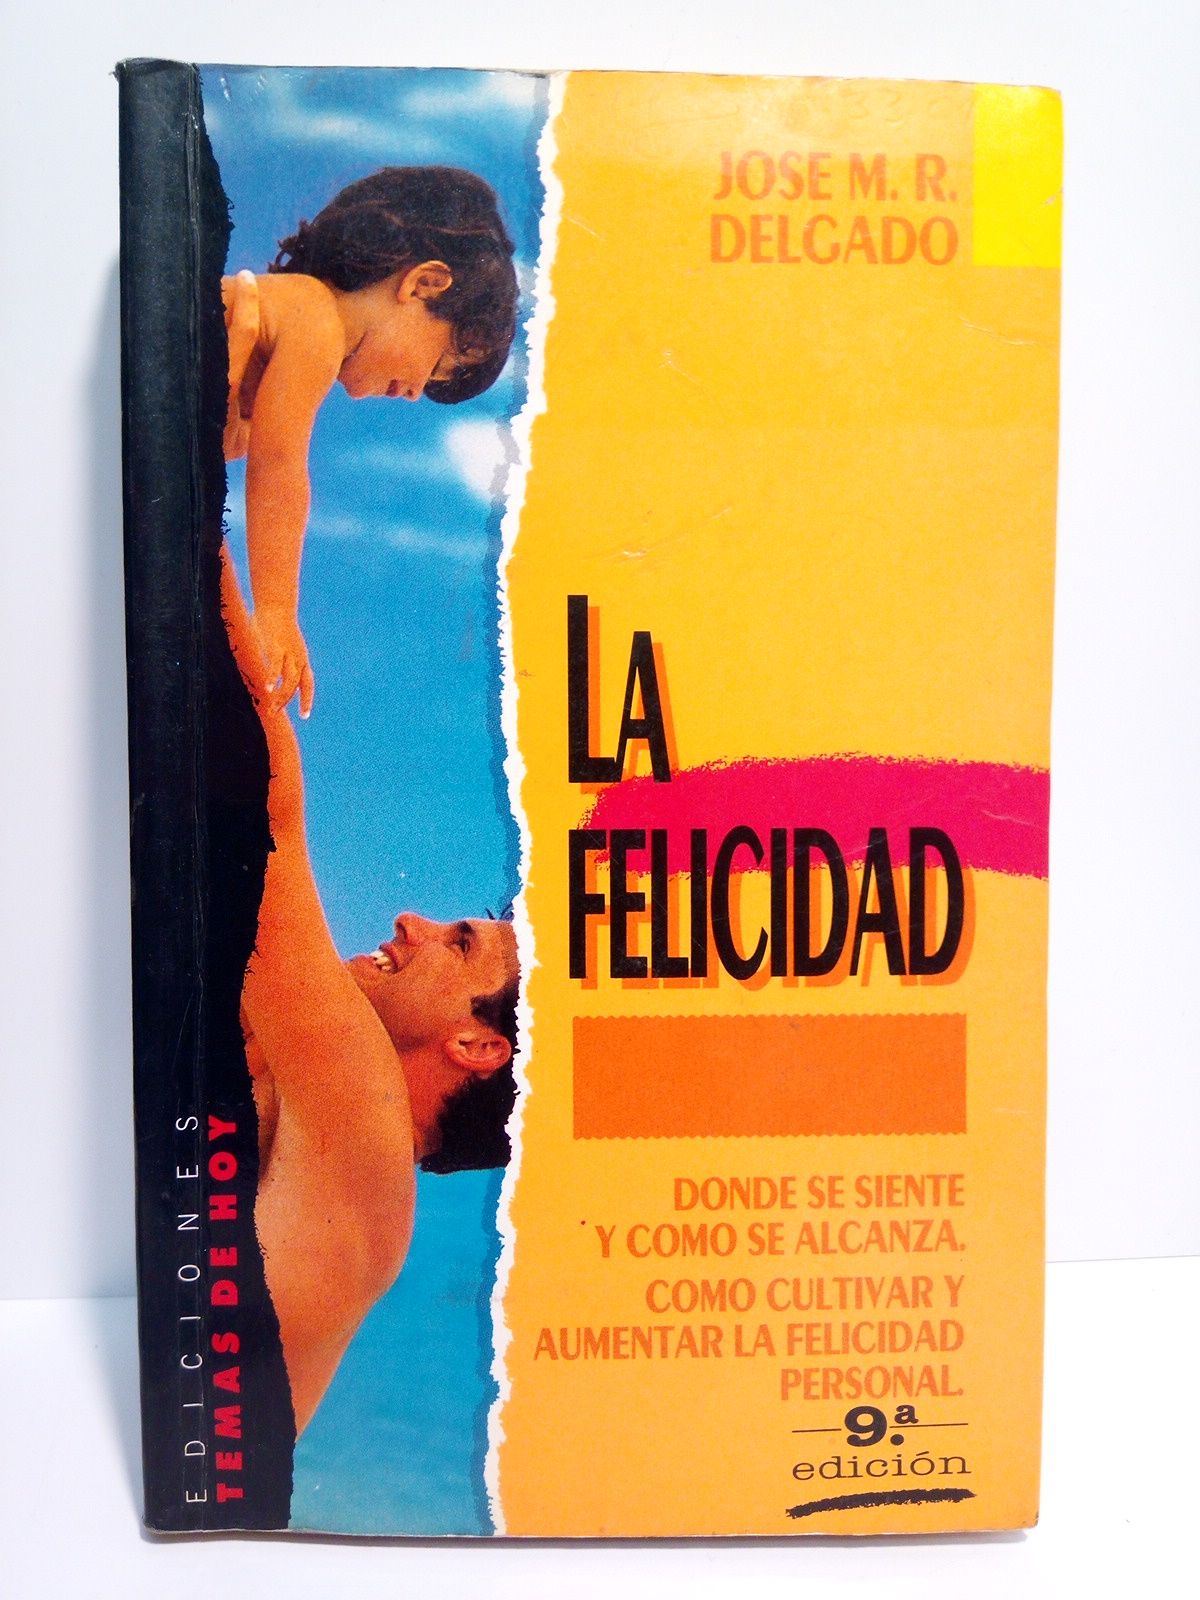 JOSE M. R.
DELGADO
LA
FELICIDAD
DONDE SE SIENTE
Y COMO SE ALCANZA.
COMO CULTIVAR Y
AUMENTAR LA FELICIDAD
PERSONAL.
9.ª
edición
EDICIONES
TEMAS DE HOY